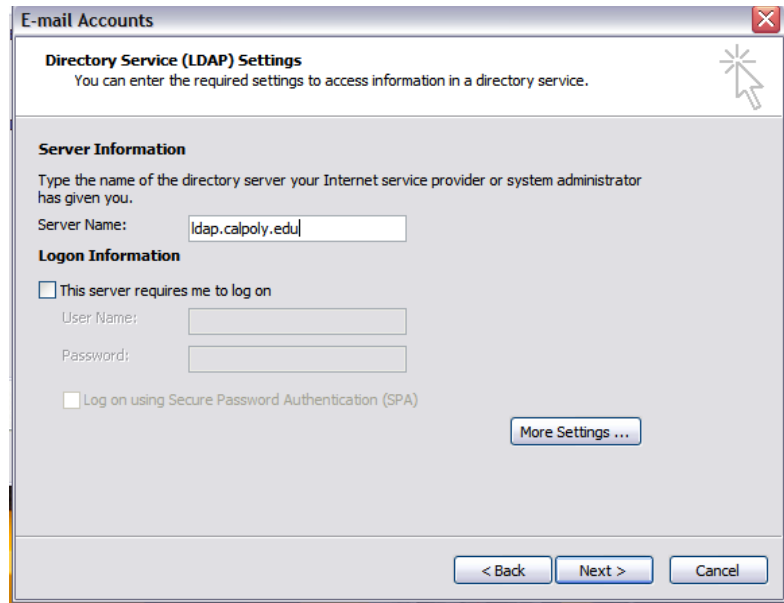 E-mail Accounts
Directory Service (LDAP) Settings
You can enter the required settings to access information in a directory service.
Server Information
Type the name of the directory server your Internet service provider or system administrator
has given you.
Server Name: ldap.calpoly.edu
Logon Information
This server requires me to log on
User Name:
Password:
Log on using Secure Password Authentication (SPA)
More Settings ...
< Back Next > Cancel